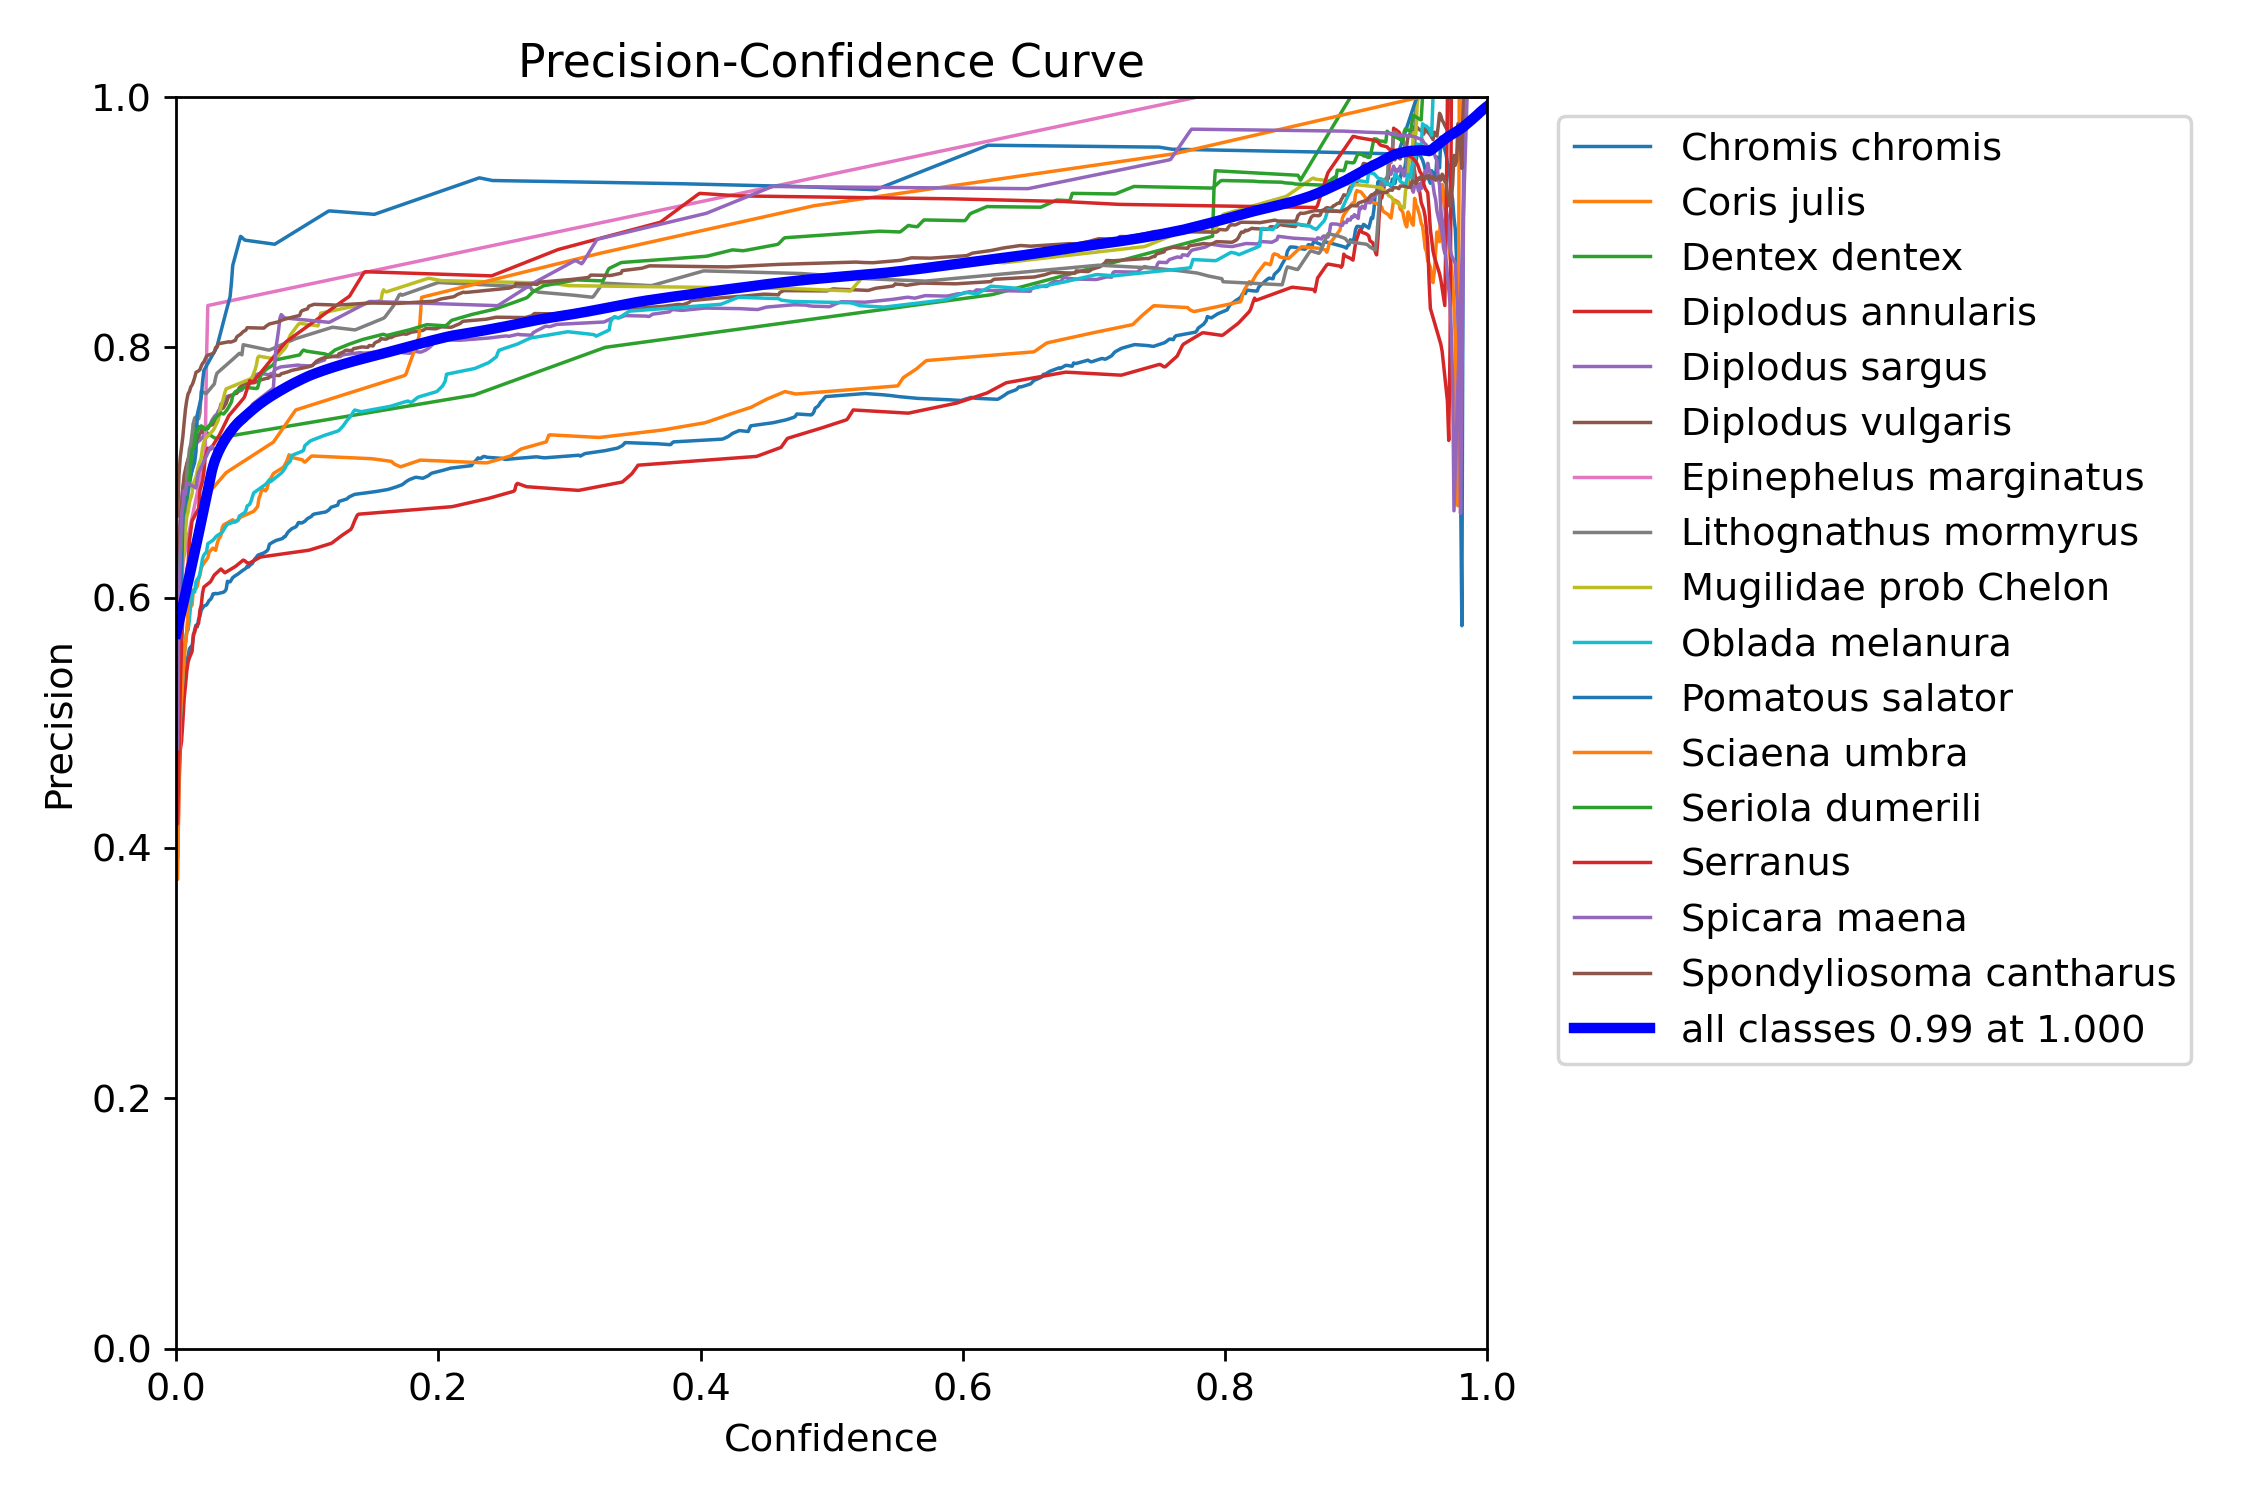 Precision-Confidence Curve
1.0
0.8
0.6
0.4
0.2
0.0
Precision
0.0 0.2 0.4 0.6 0.8 1.0
Confidence
Chromis chromis
Coris julis
Dentex dentex
Diplodus annularis
Diplodus sargus
Diplodus vulgaris
Epinephelus marginatus
Lithognathus mormyrus
Mugilidae prob Chelon
Oblada melanura
Pomatous salator
Sciaena umbra
Seriola dumerili
Serranus
Spicara maena
Spondyliosoma cantharus
all classes 0.99 at 1.000